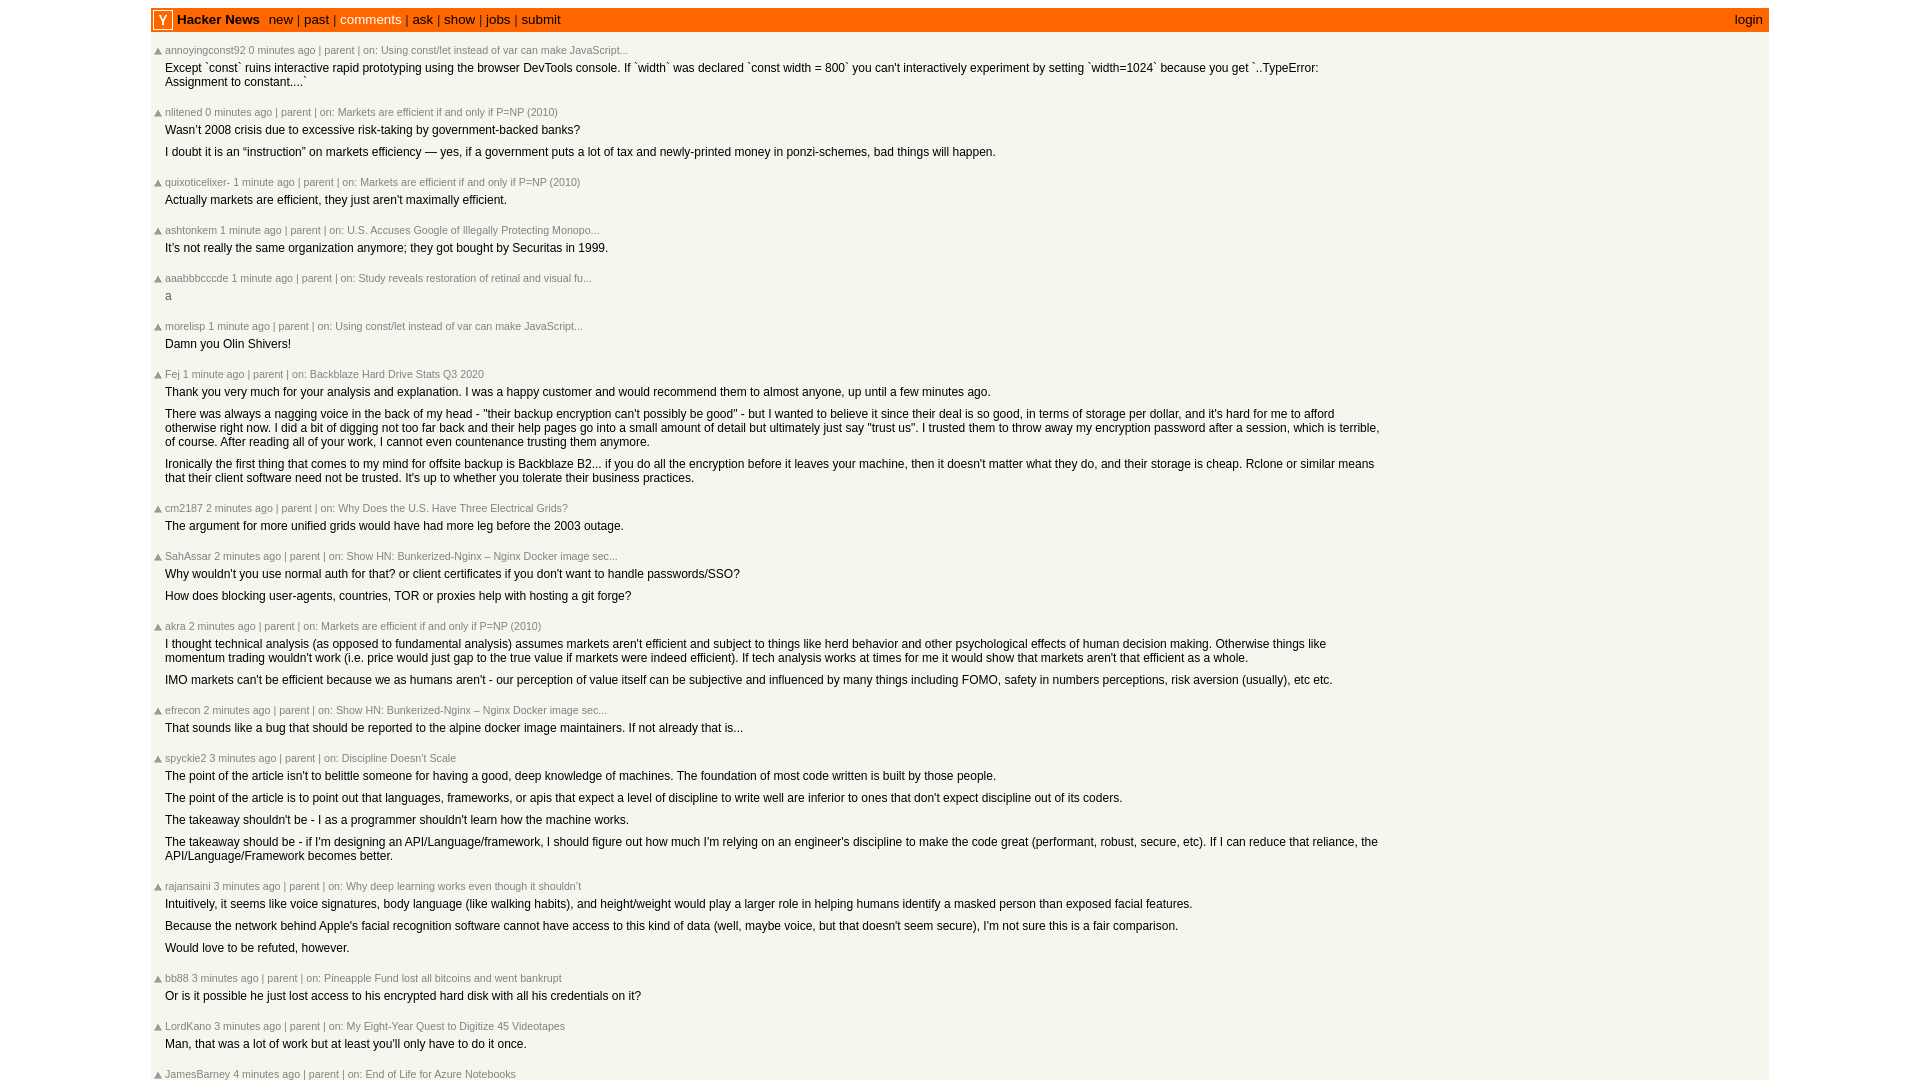 Y Hacker News new | past | comments | ask | show | jobs | submit login
annoyingconst92 0 minutes ago | parent | on: Using const/let instead of var can make JavaScript...
Except `const` ruins interactive rapid prototyping using the browser DevTools console. If `width` was declared `const width = 800` you can't interactively experiment by setting `width=1024` because you get `..TypeError:
Assignment to constant....`
nlitened 0 minutes ago | parent | on: Markets are efficient if and only if P=NP (2010)
Wasn’t 2008 crisis due to excessive risk-taking by government-backed banks?
I doubt it is an “instruction” on markets efficiency — yes, if a government puts a lot of tax and newly-printed money in ponzi-schemes, bad things will happen.
quixoticelixer- 1 minute ago | parent | on: Markets are efficient if and only if P=NP (2010)
Actually markets are efficient, they just aren't maximally efficient.
ashtonkem 1 minute ago | parent | on: U.S. Accuses Google of Illegally Protecting Monopo...
It’s not really the same organization anymore; they got bought by Securitas in 1999.
aaabbbcccde 1 minute ago | parent | on: Study reveals restoration of retinal and visual fu...
a
morelisp 1 minute ago | parent | on: Using const/let instead of var can make JavaScript...
Damn you Olin Shivers!
Fej 1 minute ago | parent | on: Backblaze Hard Drive Stats Q3 2020
Thank you very much for your analysis and explanation. I was a happy customer and would recommend them to almost anyone, up until a few minutes ago.
There was always a nagging voice in the back of my head - "their backup encryption can't possibly be good" - but I wanted to believe it since their deal is so good, in terms of storage per dollar, and it's hard for me to afford
otherwise right now. I did a bit of digging not too far back and their help pages go into a small amount of detail but ultimately just say "trust us". I trusted them to throw away my encryption password after a session, which is terrible,
of course. After reading all of your work, I cannot even countenance trusting them anymore.
Ironically the first thing that comes to my mind for offsite backup is Backblaze B2... if you do all the encryption before it leaves your machine, then it doesn't matter what they do, and their storage is cheap. Rclone or similar means
that their client software need not be trusted. It's up to whether you tolerate their business practices.
cm2187 2 minutes ago | parent | on: Why Does the U.S. Have Three Electrical Grids?
The argument for more unified grids would have had more leg before the 2003 outage.
SahAssar 2 minutes ago | parent | on: Show HN: Bunkerized-Nginx – Nginx Docker image sec...
Why wouldn't you use normal auth for that? or client certificates if you don't want to handle passwords/SSO?
How does blocking user-agents, countries, TOR or proxies help with hosting a git forge?
akra 2 minutes ago | parent | on: Markets are efficient if and only if P=NP (2010)
I thought technical analysis (as opposed to fundamental analysis) assumes markets aren't efficient and subject to things like herd behavior and other psychological effects of human decision making. Otherwise things like
momentum trading wouldn't work (i.e. price would just gap to the true value if markets were indeed efficient). If tech analysis works at times for me it would show that markets aren't that efficient as a whole.
IMO markets can't be efficient because we as humans aren't - our perception of value itself can be subjective and influenced by many things including FOMO, safety in numbers perceptions, risk aversion (usually), etc etc.
efrecon 2 minutes ago | parent | on: Show HN: Bunkerized-Nginx – Nginx Docker image sec...
That sounds like a bug that should be reported to the alpine docker image maintainers. If not already that is...
spyckie2 3 minutes ago | parent | on: Discipline Doesn’t Scale
The point of the article isn't to belittle someone for having a good, deep knowledge of machines. The foundation of most code written is built by those people.
The point of the article is to point out that languages, frameworks, or apis that expect a level of discipline to write well are inferior to ones that don't expect discipline out of its coders.
The takeaway shouldn't be - I as a programmer shouldn't learn how the machine works.
The takeaway should be - if I'm designing an API/Language/framework, I should figure out how much I'm relying on an engineer's discipline to make the code great (performant, robust, secure, etc). If I can reduce that reliance, the
API/Language/Framework becomes better.
rajansaini 3 minutes ago | parent | on: Why deep learning works even though it shouldn’t
Intuitively, it seems like voice signatures, body language (like walking habits), and height/weight would play a larger role in helping humans identify a masked person than exposed facial features.
Because the network behind Apple's facial recognition software cannot have access to this kind of data (well, maybe voice, but that doesn't seem secure), I'm not sure this is a fair comparison.
Would love to be refuted, however.
bb88 3 minutes ago | parent | on: Pineapple Fund lost all bitcoins and went bankrupt
Or is it possible he just lost access to his encrypted hard disk with all his credentials on it?
LordKano 3 minutes ago | parent | on: My Eight-Year Quest to Digitize 45 Videotapes
Man, that was a lot of work but at least you'll only have to do it once.
JamesBarney 4 minutes ago | parent | on: End of Life for Azure Notebooks